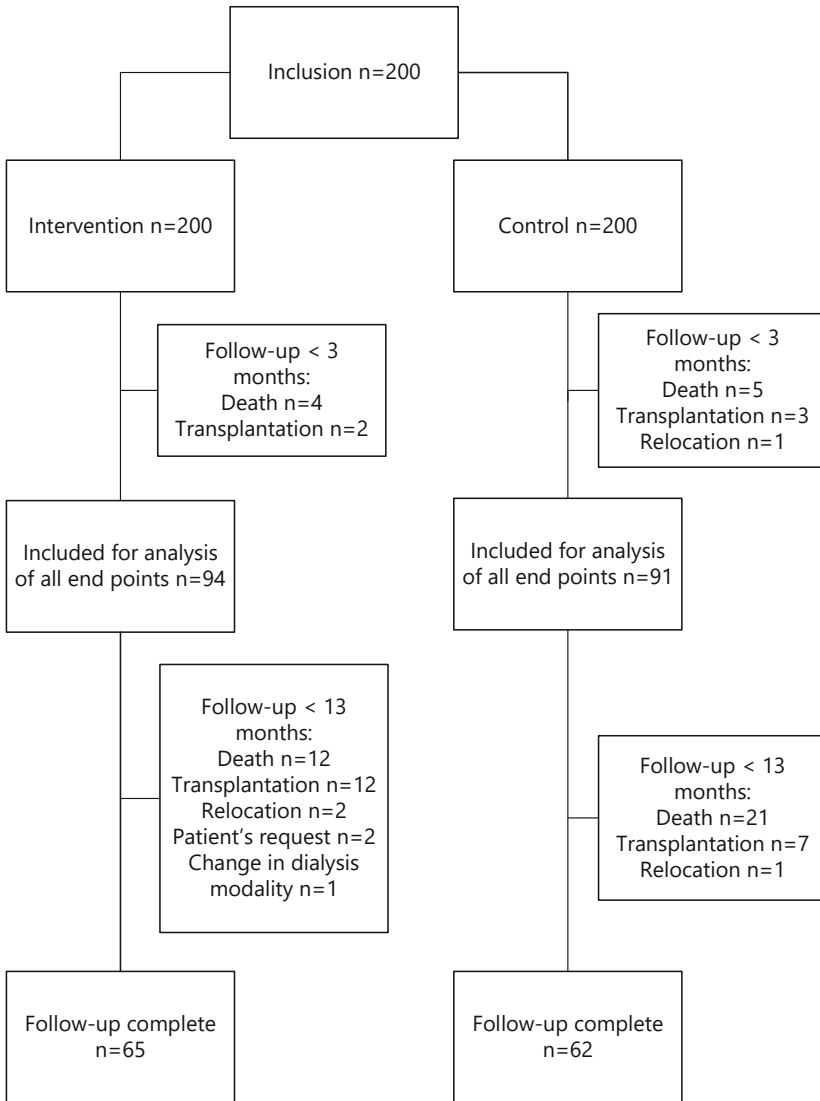 Inclusion n=200
Intervention n=200
Control n=200
Follow-up < 3
months:
Death n=4
Transplantation n=2
Follow-up < 3
months:
Death n=5
Transplantation n=3
Relocation n=1
Included for analysis
of all end points n=94
Included for analysis
of all end points n=91
Follow-up < 13
months:
Death n=12
Transplantation n=12
Relocation n=2
Patient’s request n=2
Change in dialysis
modality n=1
Follow-up < 13
months:
Death n=21
Transplantation n=7
Relocation n=1
Follow-up complete
n=65
Follow-up complete
n=62